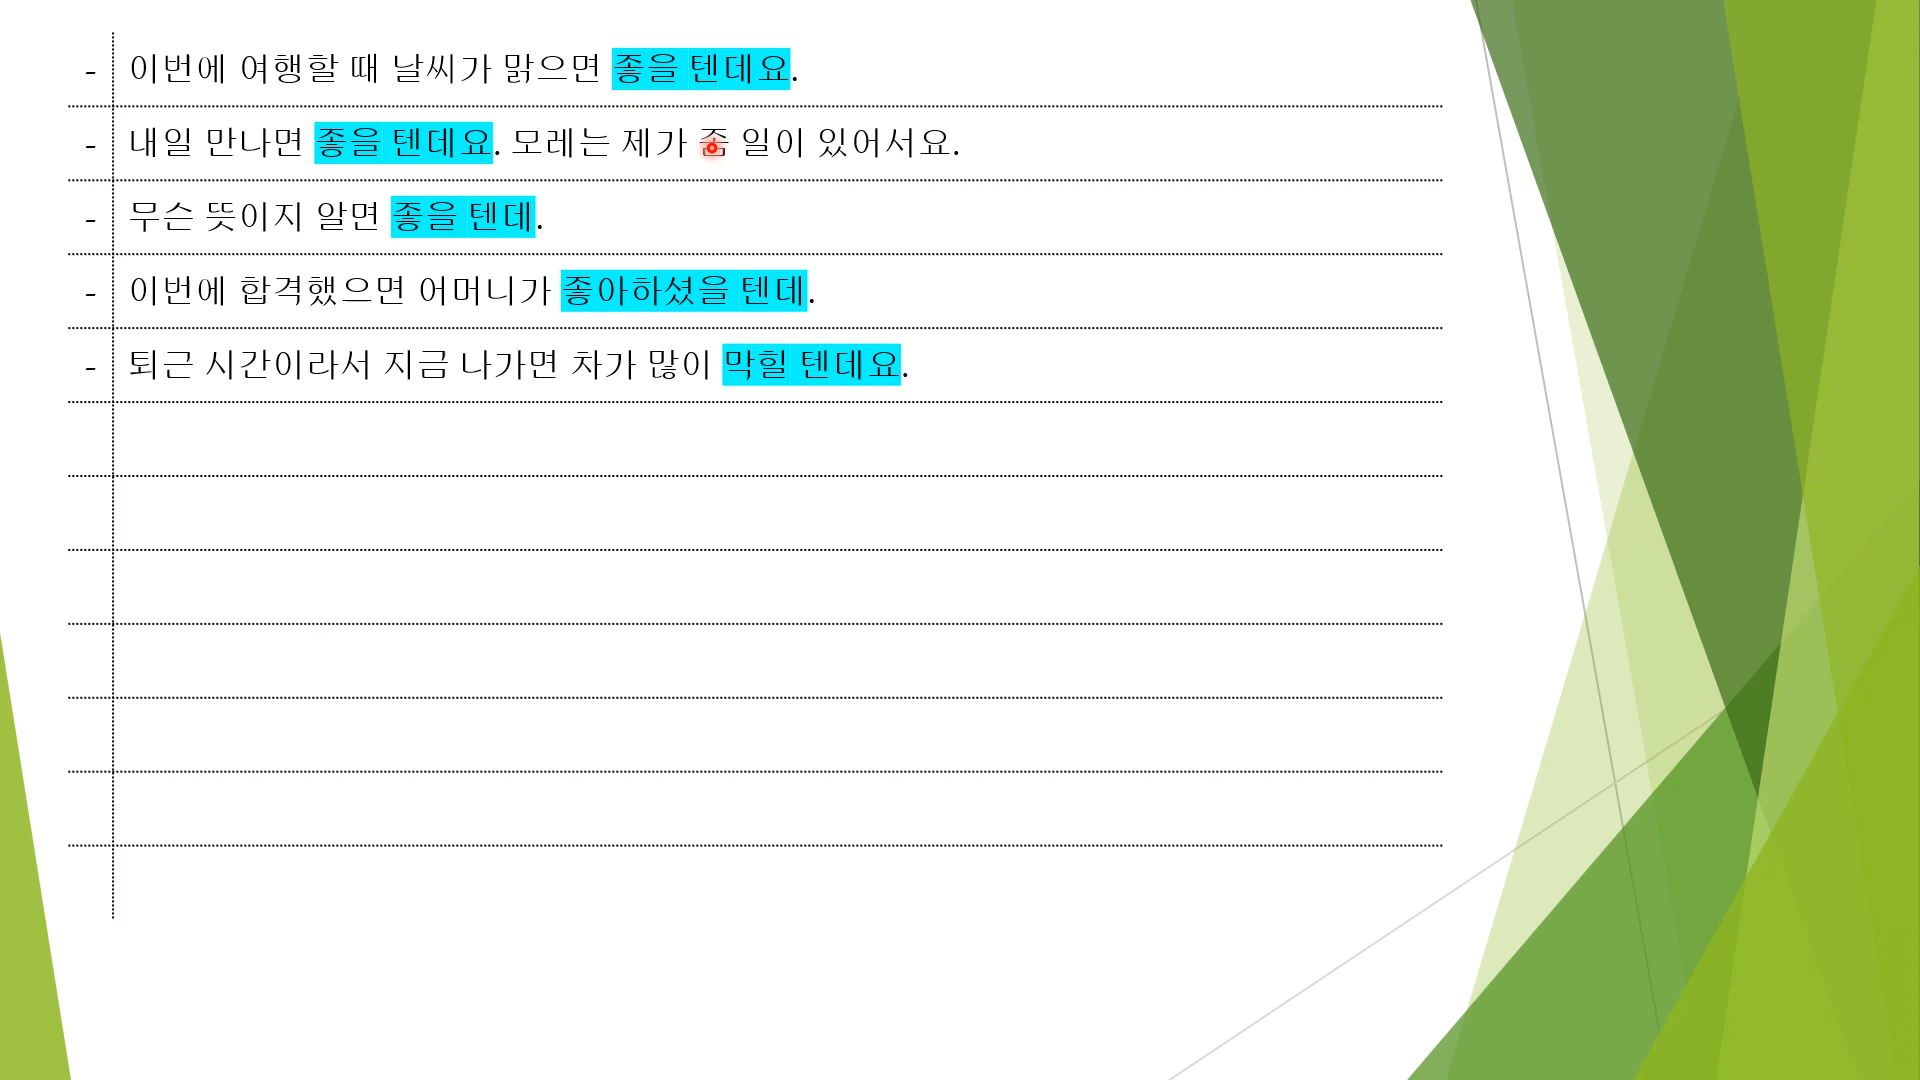 - 이번에 여행할 때 날씨가 맑으면 좋을 텐데요.
- 내일 만나면 좋을 텐데요. 모레는 제가 좀 일이 있어서요.
- 무슨 뜻이지 알면 좋을 텐데.
- 이번에 합격했으면 어머니가 좋아하셨을 텐데.
- 퇴근 시간이라서 지금 나가면 차가 많이 막힐 텐데요.